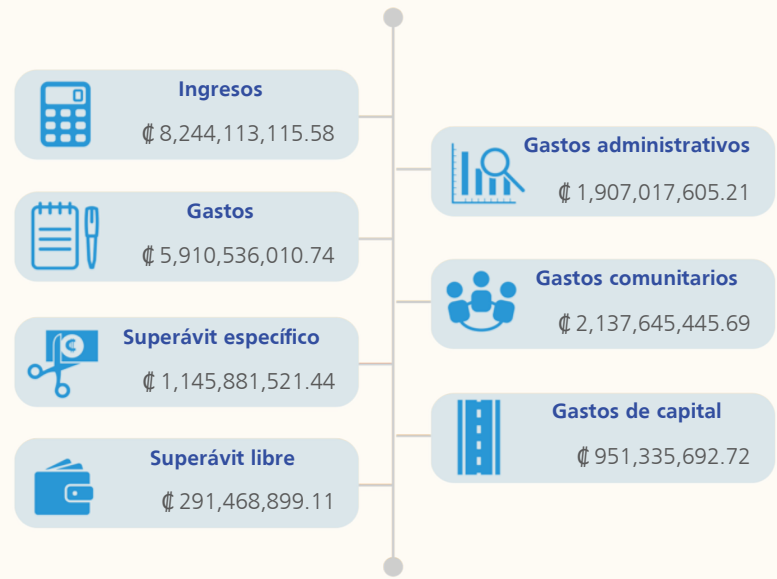 Ingresos
₡ 8,244,113,115.58
Gastos
₡ 5,910,536,010.74
Superávit específico
₡ 1,145,881,521.44
Superávit libre
₡ 291,468,899.11
Gastos administrativos
₡ 1,907,017,605.21
Gastos comunitarios
₡ 2,137,645,445.69
Gastos de capital
₡ 951,335,692.72